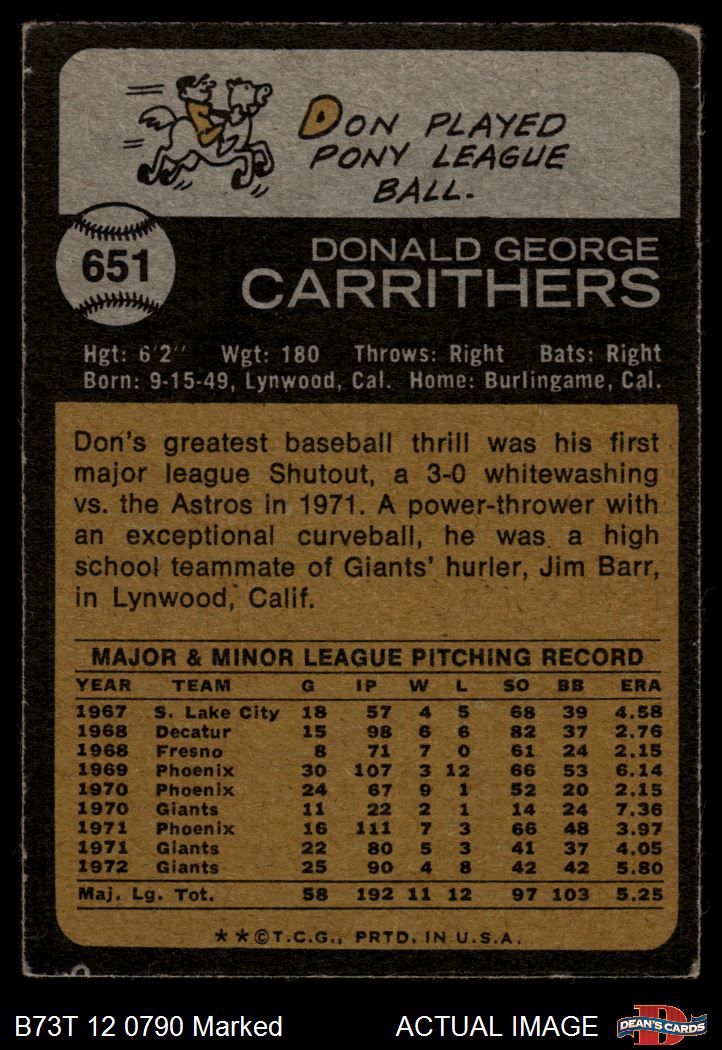 DON PLAYED
PONY LEAGUE
BALL.
651
DONALD GEORGE
CARRITHERS
Hgt: 6'2" Wgt: 180 Throws: Right Bats: Right
Born: 9-15-49, Lynwood, Cal. Home: Burlingame, Cal.
Don's greatest baseball thrill was his first
major league Shutout, a 3-0 whitewashing
vs. the Astros in 1971. A power-thrower with
an exceptional curveball, he was a high
school teammate of Giants' hurler, Jim Barr,
in Lynwood, Calif.
MAJOR & MINOR LEAGUE PITCHING RECORD
YEAR TEAM G IP W L SO BB ERA
1967 S. Lake City 18 57 4 5 68 39 4.58
1968 Decatur 15 98 6 6 82 37 2.76
1968 Fresno 8 71 7 0 61 24 2.15
1969 Phoenix 30 107 3 12 66 53 6.14
1970 Phoenix 24 67 9 1 52 20 2.15
1970 Giants 11 22 2 1 14 24 7.36
1971 Phoenix 16 111 7 3 66 48 3.97
1971 Giants 22 80 5 3 41 37 4.05
1972 Giants 25 90 4 8 42 42 5.80
Maj. Lg. Tot. 58 192 11 12 97 103 5.25
★★©T.C.G., PRTD. IN U.S.A.
B73T 12 0790 Marked ACTUAL IMAGE DEAN'S CARDS